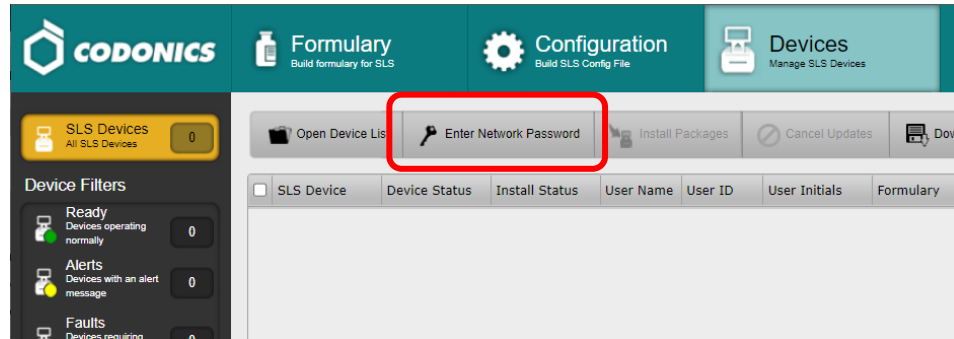 CODONICS
Formulary
Build formulary for SLS
Configuration
Build SLS Config File
Devices
Manage SLS Devices
SLS Devices
All SLS Devices
0
Open Device Lis
Enter Network Password
Install Packages
Cancel Updates
Dow
Device Filters
SLS Device Device Status Install Status User Name User ID User Initials Formulary
Ready
Devices operating
normally
0
Alerts
Devices with an alert
message
0
Faults
Devices requiring
0